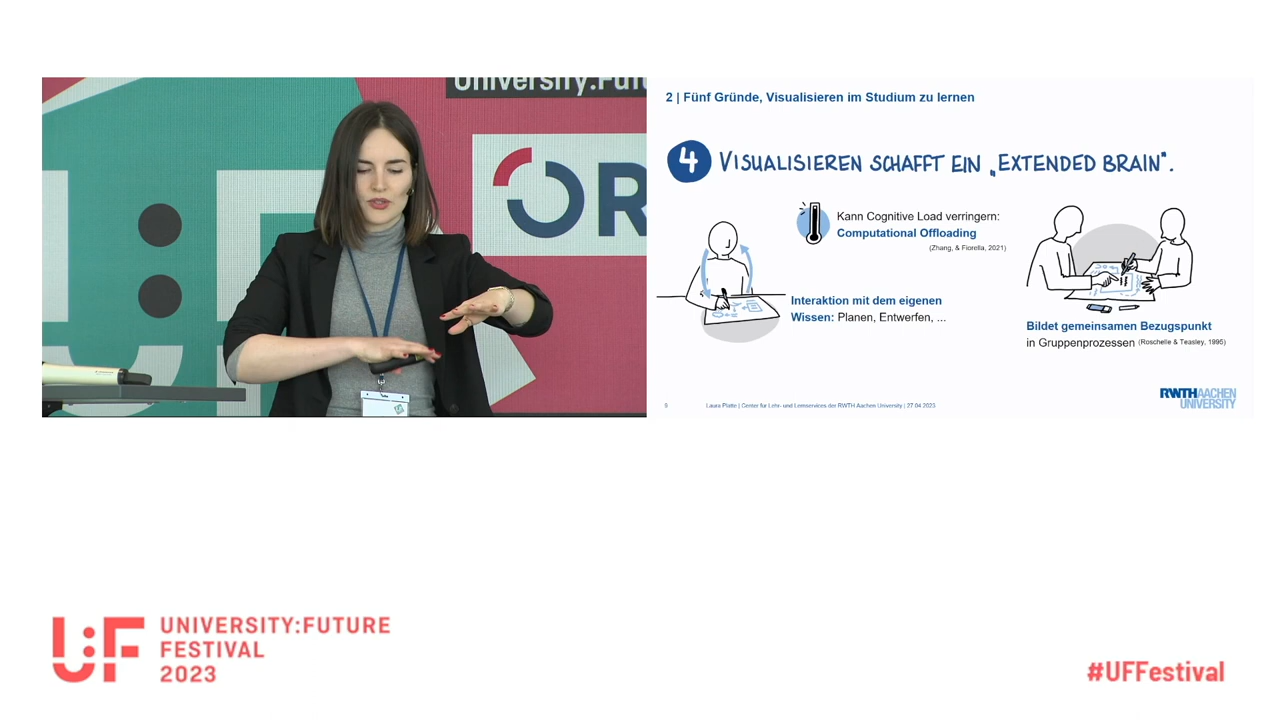 University:Futu
OR
2 | Fünf Gründe, Visualisieren im Studium zu lernen
4 VISUALISIEREN SCHAFFT EIN „EXTENDED BRAIN".
Kann Cognitive Load verringern:
Computational Offloading
(Zhang, & Fiorella, 2021)
Interaktion mit dem eigenen
Wissen: Planen, Entwerfen, ...
Bildet gemeinsamen Bezugspunkt
in Gruppenprozessen (Roschelle & Teasley, 1995)
9 Laura Platte | Center für Lehr- und Lernservices der RWTH Aachen University | 27.04.2023
RWTH AACHEN
UNIVERSITY
U:F
UNIVERSITY:FUTURE
FESTIVAL
2023
#UFFestival